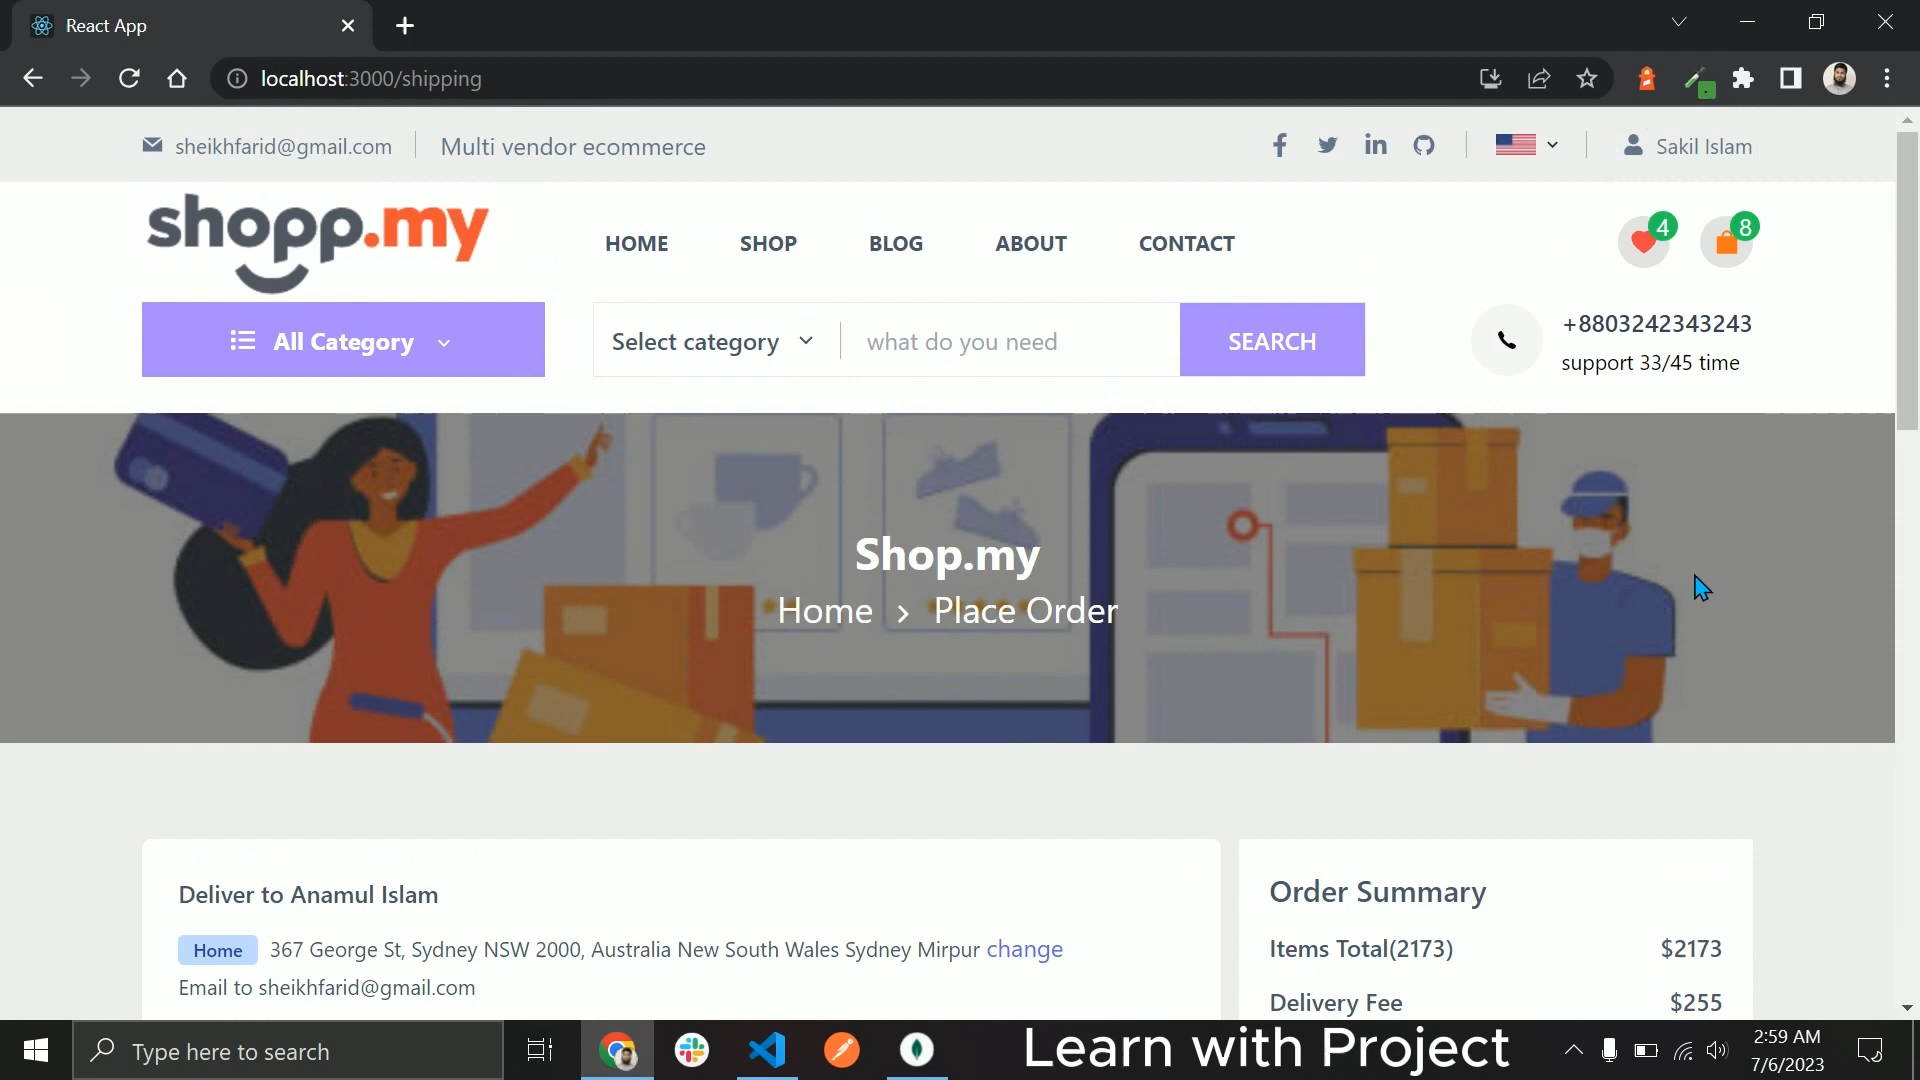 React App
localhost:3000/shipping
sheikhfarid@gmail.com
Multi vendor ecommerce
Sakil Islam
shopp.my
HOME
SHOP
BLOG
ABOUT
CONTACT
4
8
All Category
Select category
what do you need
SEARCH
+8803242343243
support 33/45 time
Shop.my
Home > Place Order
Deliver to Anamul Islam
Home 367 George St, Sydney NSW 2000, Australia New South Wales Sydney Mirpur change
Email to sheikhfarid@gmail.com
Order Summary
Items Total(2173) $2173
Delivery Fee $255
Type here to search
Learn with Project
2:59 AM
7/6/2023